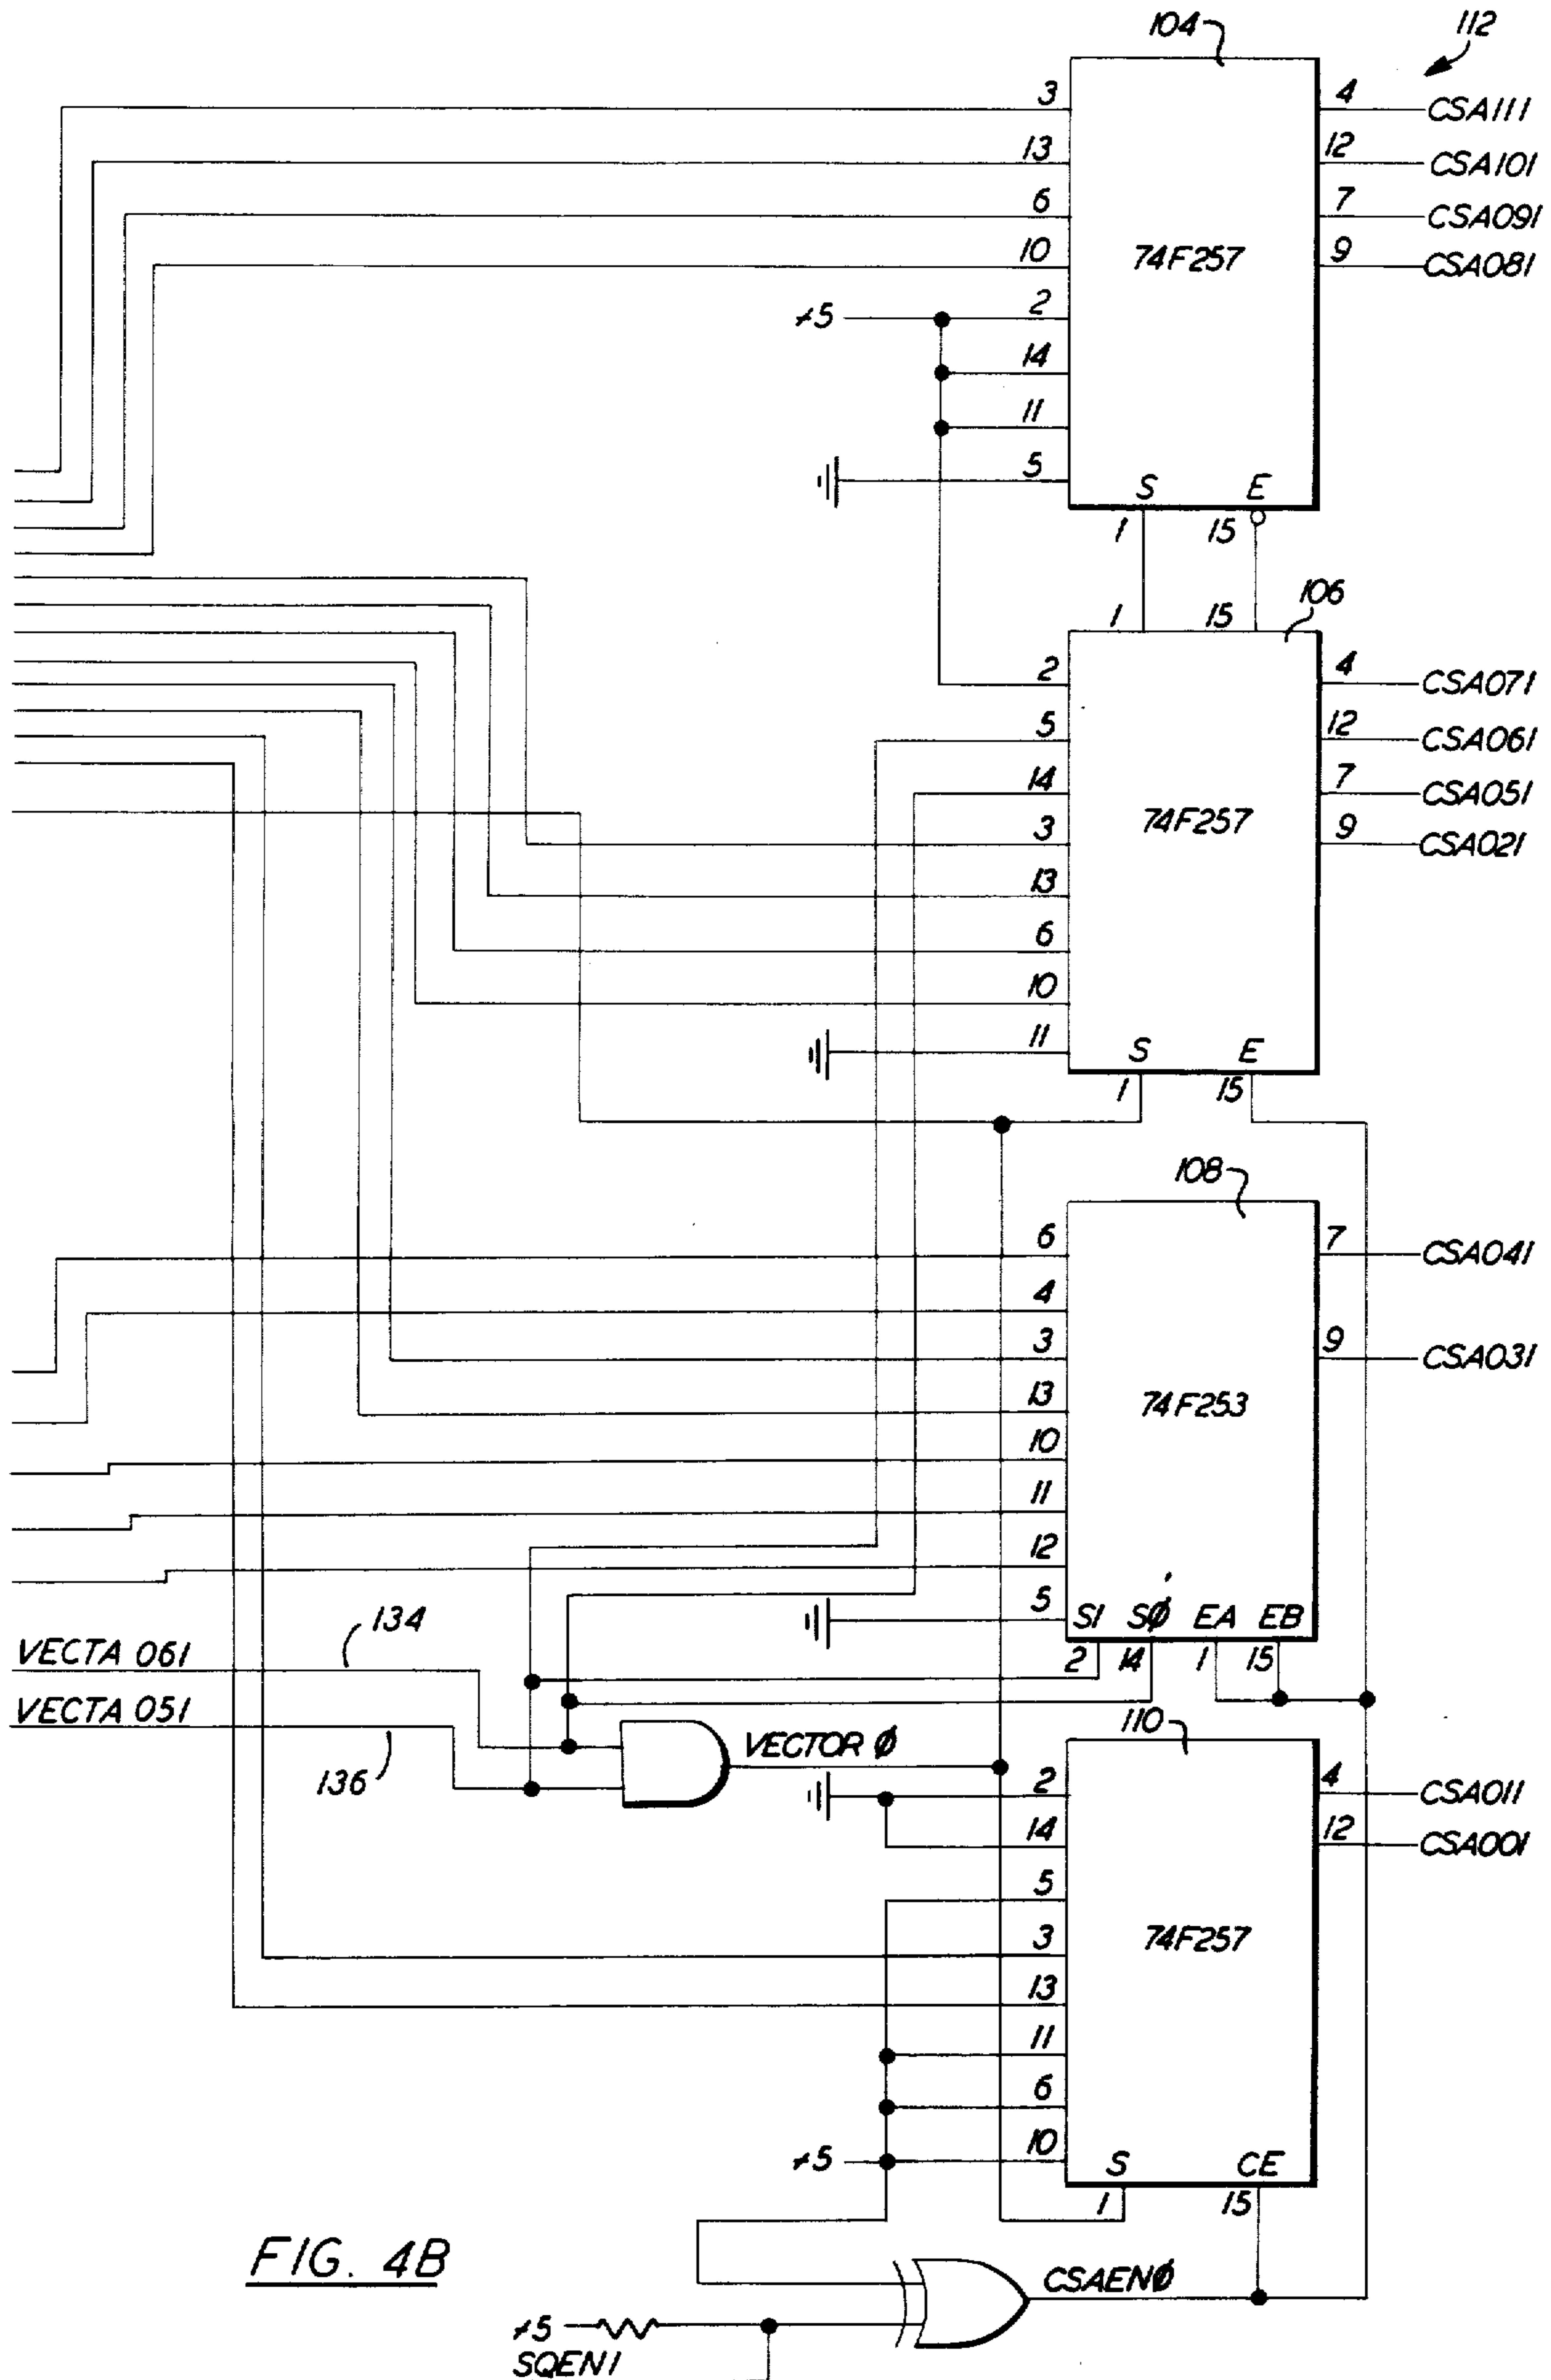 104
112
3
4
CSA111
13
12
CSA101
6
7
CSA091
10
74F257
9
CSA081
+5
2
14
11
5
S
E
1
15
106
1
15
2
4
CSA071
5
12
CSA061
14
7
CSA051
74F257
3
9
CSA021
13
6
10
11
S
E
1
15
108
6
7
CSA041
4
3
9
CSA031
13
74F253
10
11
12
5
S1
SØ
EA
EB
VECTA 061
134
2
14
1
15
VECTA 051
136
VECTOR Ø
110
2
4
CSA011
14
12
CSA001
5
3
74F257
13
11
6
+5
10
S
CE
1
15
FIG. 4B
CSAENØ
+5
SQEN1